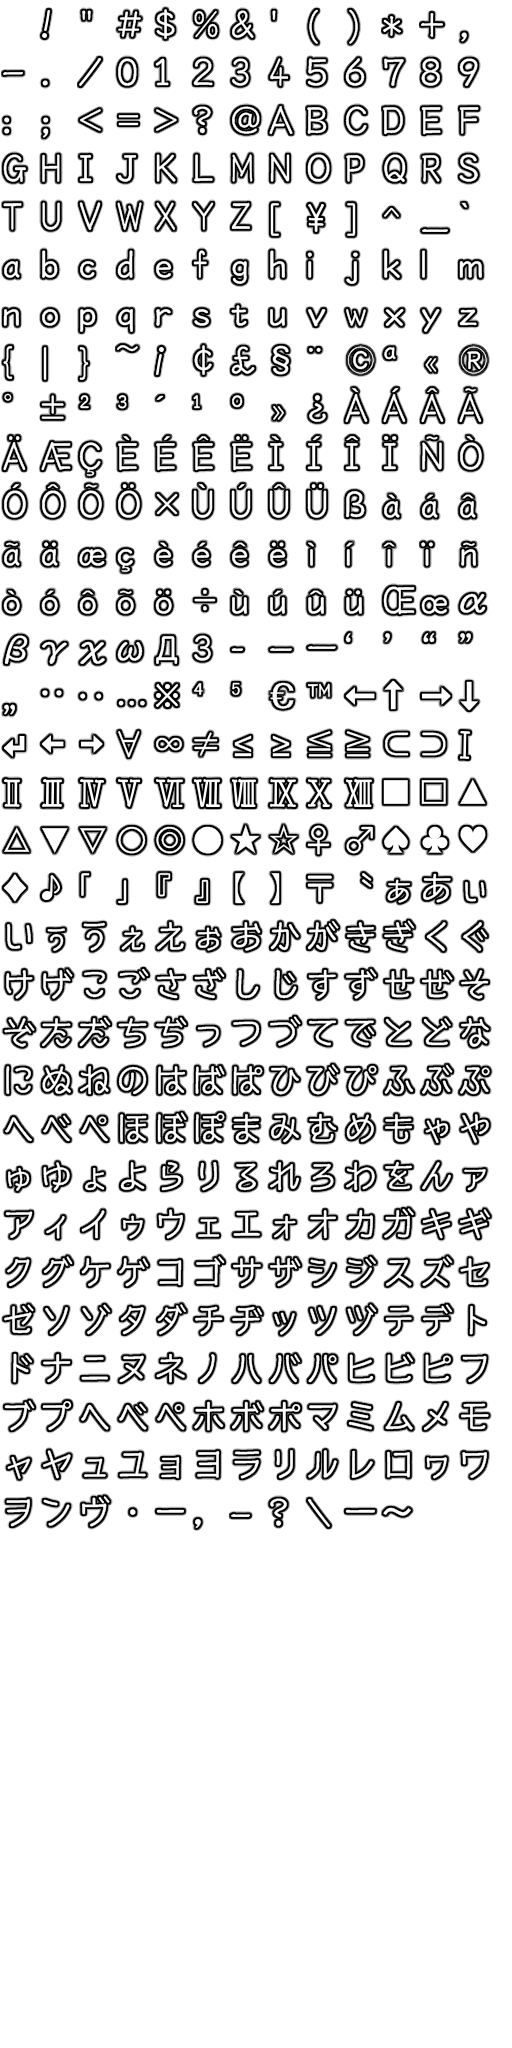 ! " # $ % & ' ( ) * + ,
− . / 0 1 2 3 4 5 6 7 8 9
: ; < = > ? @ A B C D E F
G H I J K L M N O P Q R S
T U V W X Y Z [ ¥ ] ^ _ `
a b c d e f g h i j k l m
n o p q r s t u v w x y z
{ | } ~ ¡ ¢ £ § ¨ © ª « ®
° ± ² ³ ´ ¹ º » ¿ À Á Â Ã
Ä Æ Ç È É Ê Ë Ì Í Î Ï Ñ Ò
Ó Ô Õ Ö × Ù Ú Û Ü ß à á â
ã ä æ ç è é ê ë ì í î ï ñ
ò ó ô õ ö ÷ ù ú û ü Œ œ α
β γ χ ω Д З ‐ – — ‘ ’ “ ”
„ ¨ ‥ … ※ ⁴ ⁵ € ™ ← ↑ → ↓
↲ ← → ∀ ∞ ≠ ≤ ≥ ≦ ≧ ⊂ ⊃ Ⅰ
Ⅱ Ⅲ Ⅳ Ⅴ Ⅵ Ⅶ Ⅷ Ⅸ Ⅹ Ⅻ □ 回 △
▲ ▽ ▼ ○ ◎ ● ★ ☆ ♀ ♂ ♠ ♣ ♥
◆ ♪ 「 」 『 』 【 】 〒 〝 ぁ あ ぃ
い ぅ う ぇ え ぉ お か が き ぎ く ぐ
け げ こ ご さ ざ し じ す ず せ ぜ そ
ぞ た だ ち ぢ っ つ づ て で と ど な
に ぬ ね の は ば ぱ ひ び ぴ ふ ぶ ぷ
へ べ ぺ ほ ぼ ぽ ま み む め も ゃ や
ゅ ゆ ょ よ ら り る れ ろ わ を ん ァ
ア ィ イ ゥ ウ ェ エ ォ オ カ ガ キ ギ
ク グ ケ ゲ コ ゴ サ ザ シ ジ ス ズ セ
ゼ ソ ゾ タ ダ チ ヂ ッ ツ ヅ テ デ ト
ド ナ ニ ヌ ネ ノ ハ バ パ ヒ ビ ピ フ
ブ プ ヘ ベ ペ ホ ボ ポ マ ミ ム メ モ
ャ ヤ ュ ユ ョ ヨ ラ リ ル レ ロ ヮ ワ
ヲ ン ヴ ・ ー , − ? \ ― ～